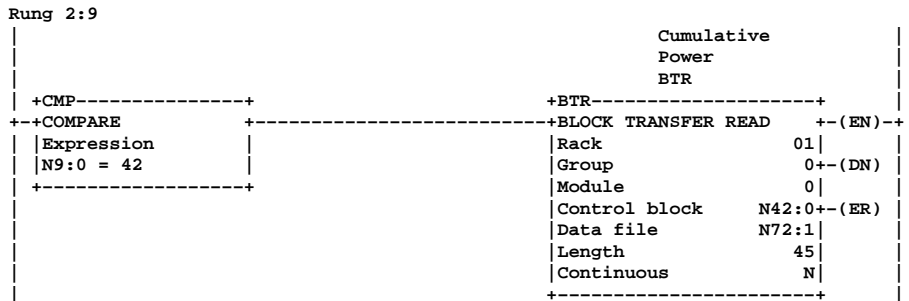 Rung 2:9
Cumulative
Power
BTR
+CMP----------------+ +BTR---------------------+
+-+COMPARE +----------------------------+BLOCK TRANSFER READ +-(EN)-+
Expression Rack 01
N9:0 = 42 Group 0+-(DN)
+-------------------+ Module 0
Control block N42:0+-(ER)
Data file N72:1
Length 45
Continuous N
+------------------------+